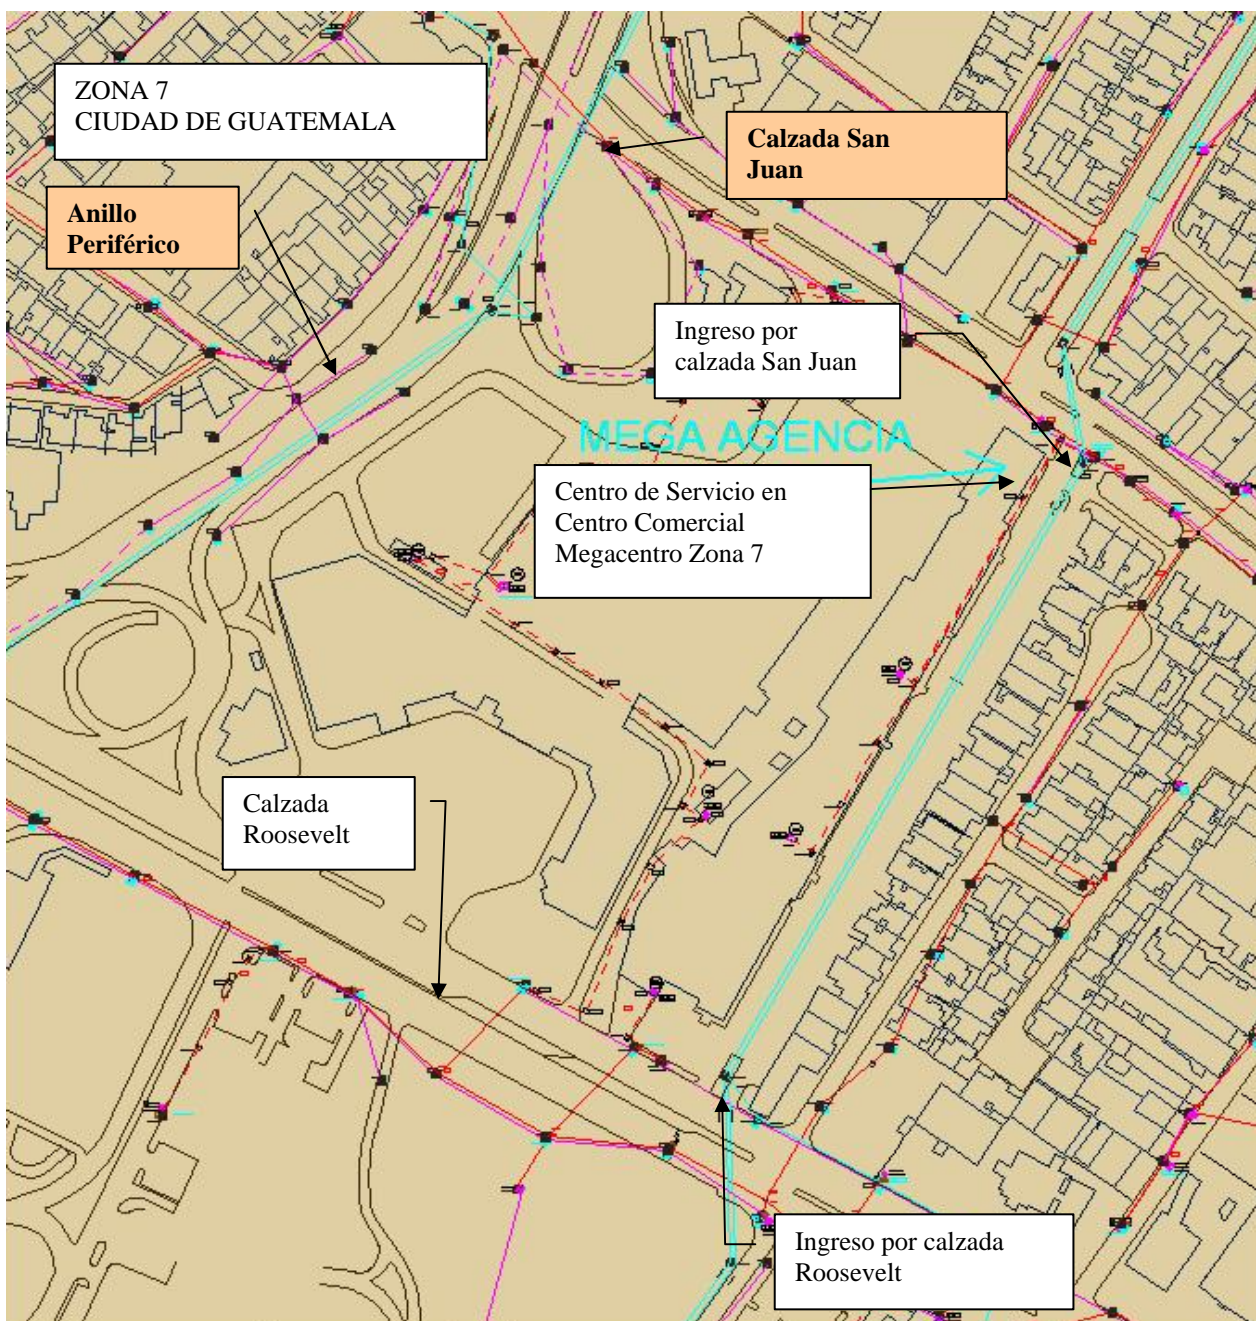 ZONA 7
CIUDAD DE GUATEMALA
Calzada San
Juan
Anillo
Periférico
Ingreso por
calzada San Juan
MEGA AGENCIA
Centro de Servicio en
Centro Comercial
Megacentro Zona 7
Calzada
Roosevelt
Ingreso por calzada
Roosevelt